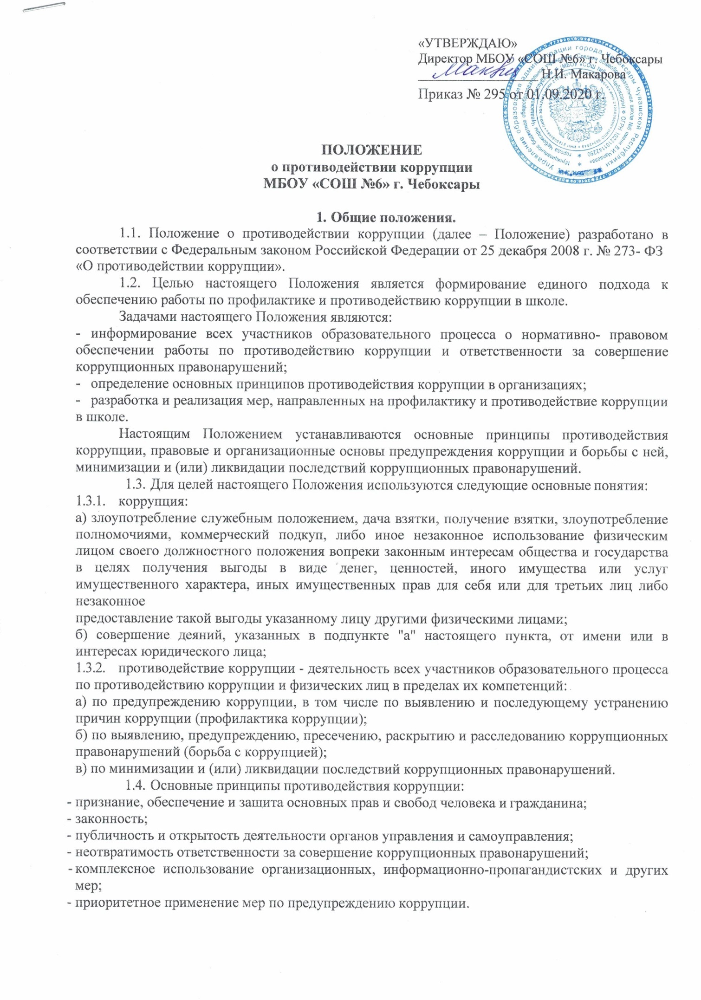 «УТВЕРЖДАЮ»
Директор МБОУ «СОШ №6» г. Чебоксары
Н.И. Макарова
Приказ № 295 от 01.09.2020 г.
ПОЛОЖЕНИЕ
о противодействии коррупции
МБОУ «СОШ №6» г. Чебоксары
1. Общие положения.
1.1. Положение о противодействии коррупции (далее – Положение) разработано в
соответствии с Федеральным законом Российской Федерации от 25 декабря 2008 г. № 273- ФЗ
«О противодействии коррупции».
1.2. Целью настоящего Положения является формирование единого подхода к
обеспечению работы по профилактике и противодействию коррупции в школе.
Задачами настоящего Положения являются:
- информирование всех участников образовательного процесса о нормативно- правовом
обеспечении работы по противодействию коррупции и ответственности за совершение
коррупционных правонарушений;
- определение основных принципов противодействия коррупции в организациях;
- разработка и реализация мер, направленных на профилактику и противодействие коррупции
в школе.
Настоящим Положением устанавливаются основные принципы противодействия
коррупции, правовые и организационные основы предупреждения коррупции и борьбы с ней,
минимизации и (или) ликвидации последствий коррупционных правонарушений.
1.3. Для целей настоящего Положения используются следующие основные понятия:
1.3.1. коррупция:
а) злоупотребление служебным положением, дача взятки, получение взятки, злоупотребление
полномочиями, коммерческий подкуп, либо иное незаконное использование физическим
лицом своего должностного положения вопреки законным интересам общества и государства
в целях получения выгоды в виде денег, ценностей, иного имущества или услуг
имущественного характера, иных имущественных прав для себя или для третьих лиц либо
незаконное
предоставление такой выгоды указанному лицу другими физическими лицами;
б) совершение деяний, указанных в подпункте "а" настоящего пункта, от имени или в
интересах юридического лица;
1.3.2. противодействие коррупции - деятельность всех участников образовательного процесса
по противодействию коррупции и физических лиц в пределах их компетенций:
а) по предупреждению коррупции, в том числе по выявлению и последующему устранению
причин коррупции (профилактика коррупции);
б) по выявлению, предупреждению, пресечению, раскрытию и расследованию коррупционных
правонарушений (борьба с коррупцией);
в) по минимизации и (или) ликвидации последствий коррупционных правонарушений.
1.4. Основные принципы противодействия коррупции:
- признание, обеспечение и защита основных прав и свобод человека и гражданина;
- законность;
- публичность и открытость деятельности органов управления и самоуправления;
- неотвратимость ответственности за совершение коррупционных правонарушений;
- комплексное использование организационных, информационно-пропагандистских и других
мер;
- приоритетное применение мер по предупреждению коррупции.
Управление образования администрации города Чебоксары Чувашской Республики